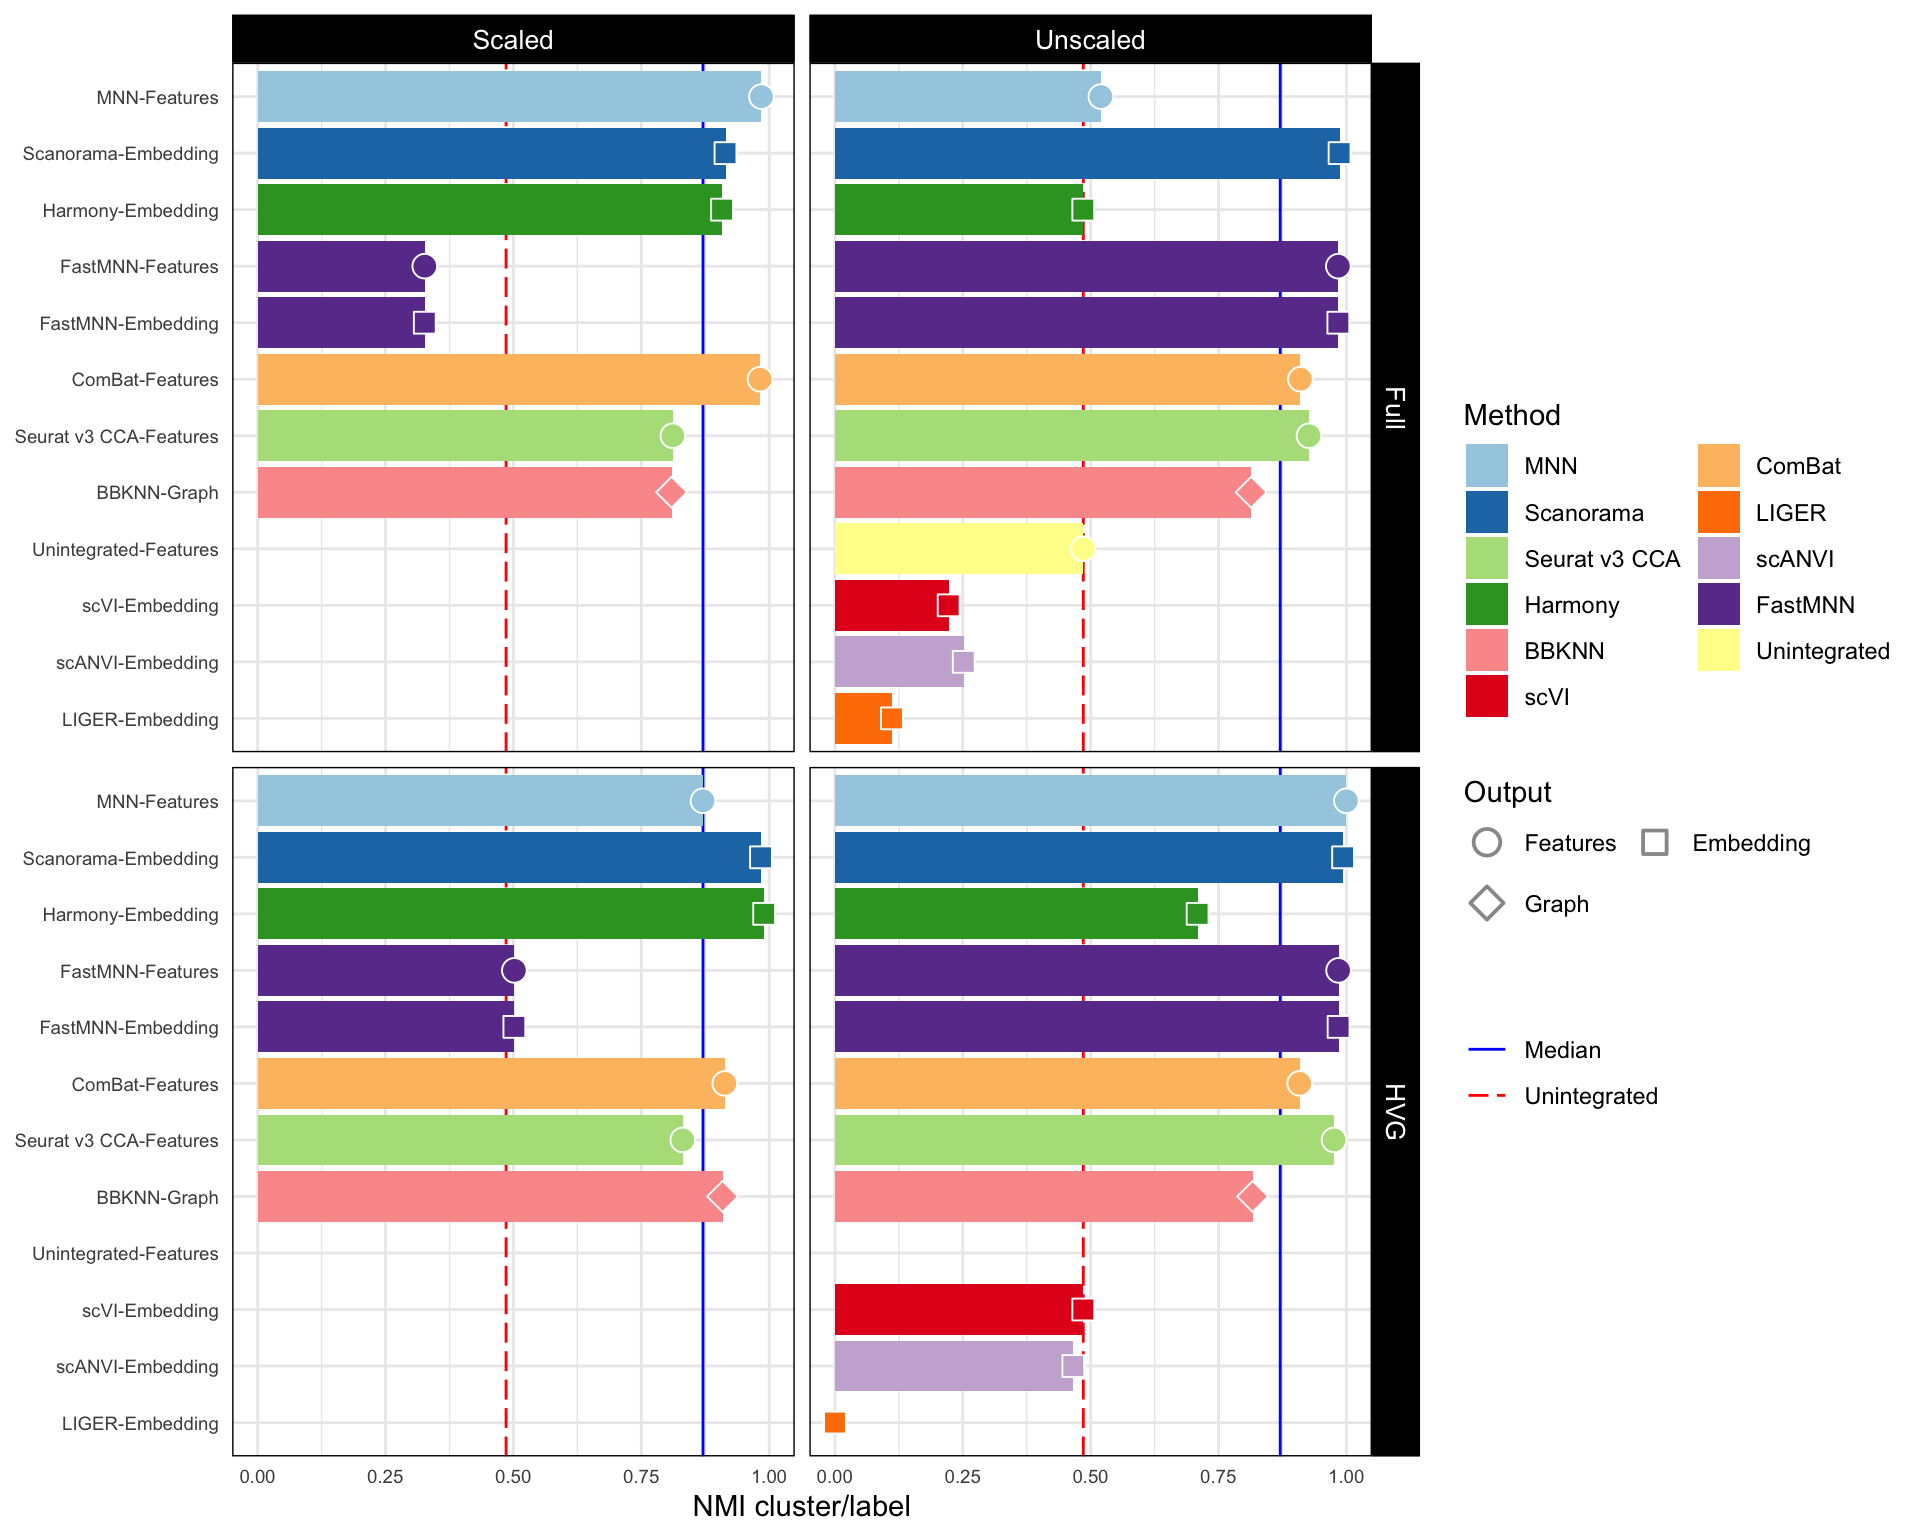 Scaled
Unscaled
MNN-Features
Scanorama-Embedding
Harmony-Embedding
FastMNN-Features
FastMNN-Embedding
ComBat-Features
Seurat v3 CCA-Features
BBKNN-Graph
Unintegrated-Features
scVI-Embedding
scANVI-Embedding
LIGER-Embedding
Full
MNN-Features
Scanorama-Embedding
Harmony-Embedding
FastMNN-Features
FastMNN-Embedding
ComBat-Features
Seurat v3 CCA-Features
BBKNN-Graph
Unintegrated-Features
scVI-Embedding
scANVI-Embedding
LIGER-Embedding
HVG
0.00 0.25 0.50 0.75 1.00
0.00 0.25 0.50 0.75 1.00
NMI cluster/label
Method
MNN
Scanorama
Seurat v3 CCA
Harmony
BBKNN
scVI
ComBat
LIGER
scANVI
FastMNN
Unintegrated
Output
Features
Embedding
Graph
Median
Unintegrated